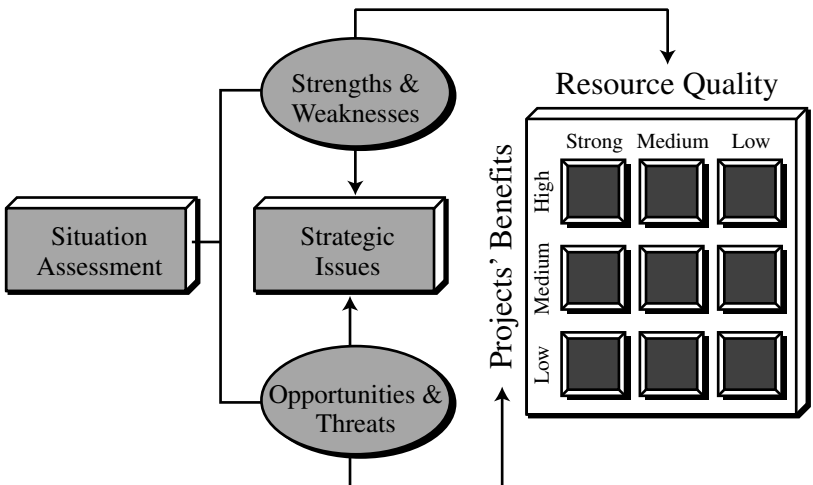 Strengths &
Weaknesses
Resource Quality
Strong Medium Low
Situation
Assessment
Strategic
Issues
Projects' Benefits
High
Medium
Low
Opportunities &
Threats